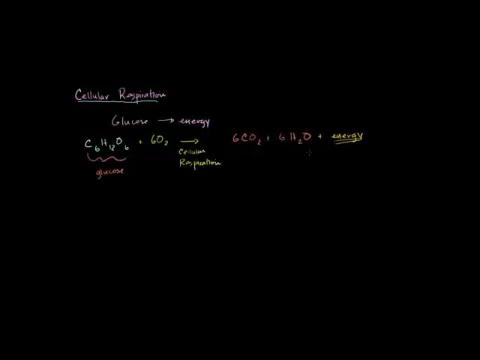 Cellular Respiration
Glucose → energy
C6H12O6 + 6O2 → 6CO2 + 6H2O + energy
glucose
Cellular
Respiration